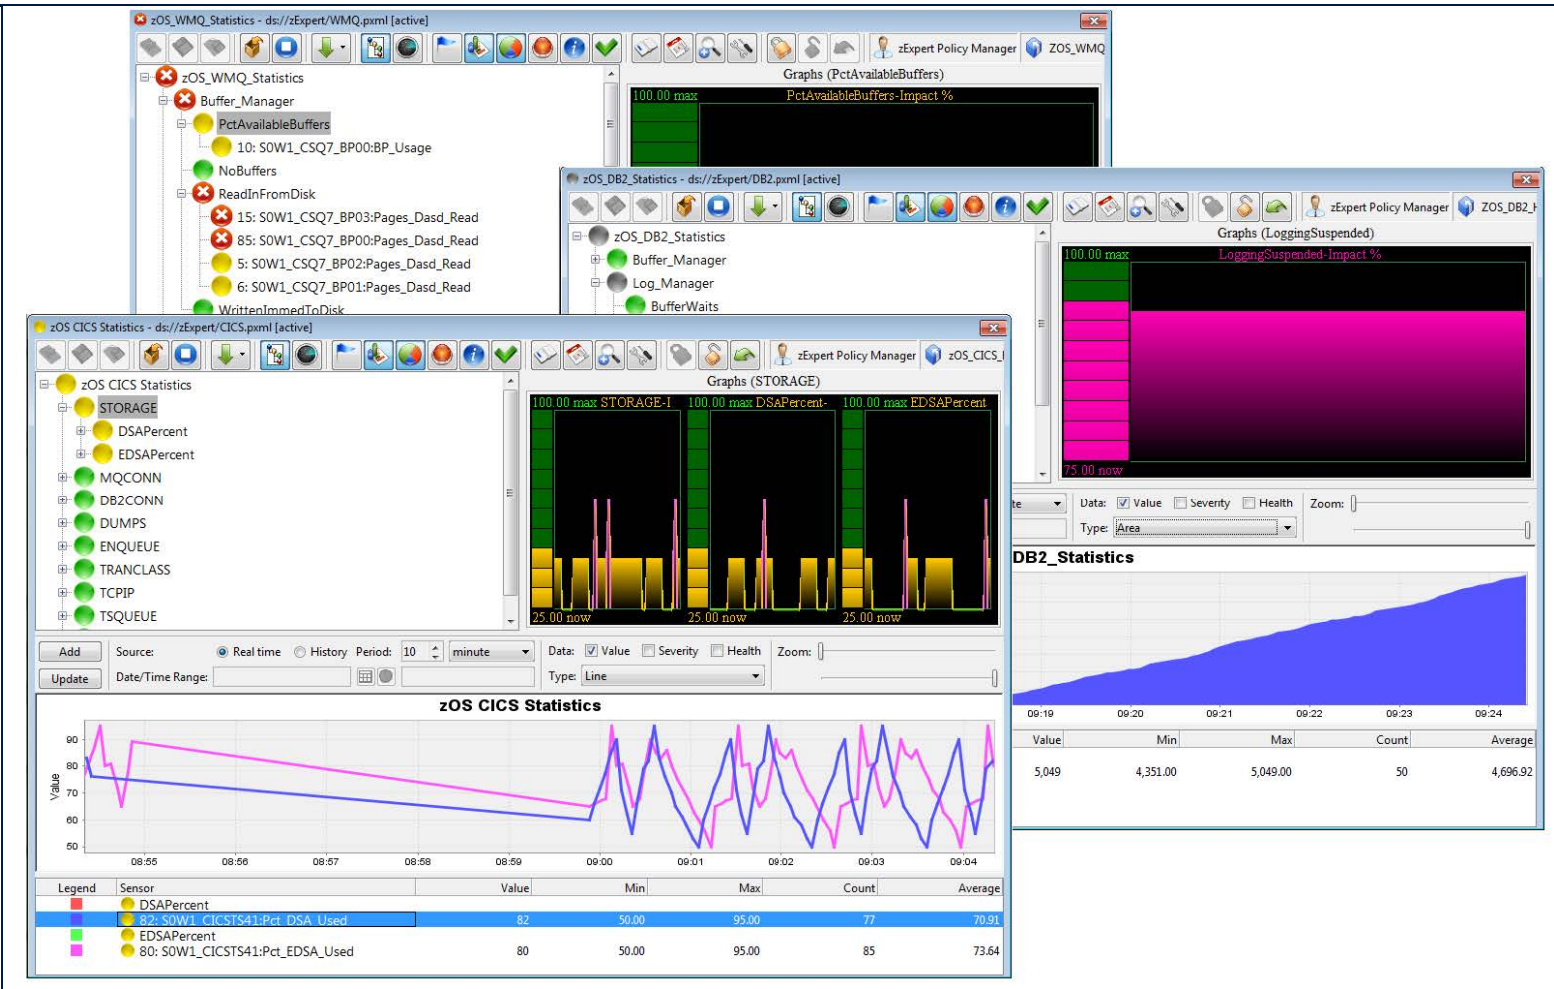 zOS_WMQ_Statistics - ds://zExpert/WMQ.pxml [active]
zExpert Policy Manager
ZOS_WMQ
zOS_WMQ_Statistics
Buffer_Manager
PctAvailableBuffers
10: S0W1_CSQ7_BP00:BP_Usage
NoBuffers
ReadInFromDisk
15: S0W1_CSQ7_BP03:Pages_Dasd_Read
85: S0W1_CSQ7_BP00:Pages_Dasd_Read
5: S0W1_CSQ7_BP02:Pages_Dasd_Read
6: S0W1_CSQ7_BP01:Pages_Dasd_Read
WrittenImmedToDisk
Graphs (PctAvailableBuffers)
100.00 max
PctAvailableBuffers-Impact %
zOS_DB2_Statistics - ds://zExpert/DB2.pxml [active]
zExpert Policy Manager
ZOS_DB2_H
zOS_DB2_Statistics
Buffer_Manager
Log_Manager
BufferWaits
Graphs (LoggingSuspended)
100.00 max
LoggingSuspended-Impact %
75.00 now
te
Data: Value Severity Health Zoom:
Type: Area
DB2_Statistics
09:19 09:20 09:21 09:22 09:23 09:24
Value Min Max Count Average
5,049 4,351.00 5,049.00 50 4,696.92
zOS CICS Statistics - ds://zExpert/CICS.pxml [active]
zExpert Policy Manager
zOS_CICS_I
zOS CICS Statistics
STORAGE
DSAPercent
EDSAPercent
MQCONN
DB2CONN
DUMPS
ENQUEUE
TRANCLASS
TCPIP
TSQUEUE
Graphs (STORAGE)
100.00 max STORAGE-I
100.00 max DSAPercent-
100.00 max EDSAPercent
25.00 now
25.00 now
25.00 now
Add Source: Real time History Period: 10 minute
Update Date/Time Range:
Data: Value Severity Health Zoom:
Type: Line
zOS CICS Statistics
Value
90
80
70
60
50
08:55 08:56 08:57 08:58 08:59 09:00 09:01 09:02 09:03 09:04
Legend Sensor Value Min Max Count Average
DSAPercent
82: S0W1_CICSTS41:Pct_DSA_Used 82 50.00 95.00 77 70.91
EDSAPercent
80: S0W1_CICSTS41:Pct_EDSA_Used 80 50.00 95.00 85 73.64